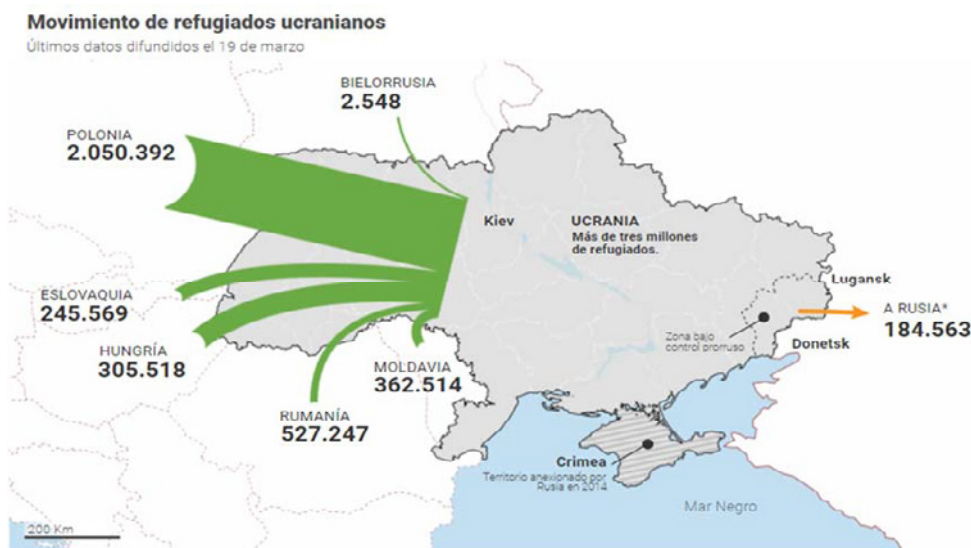 Movimiento de refugiados ucranianos
Últimos datos difundidos el 19 de marzo
BIELORRUSIA
2.548
POLONIA
2.050.392
Kiev
UCRANIA
Más de tres millones
de refugiados.
Lugansk
ESLOVAQUIA
245.569
A RUSIA*
184.563
Zona bajo
control prorruso
Donetsk
HUNGRÍA
305.518
MOLDAVIA
362.514
RUMANÍA
527.247
Crimea
Territorio anexionado por
Rusia en 2014
Mar Negro
200 Km